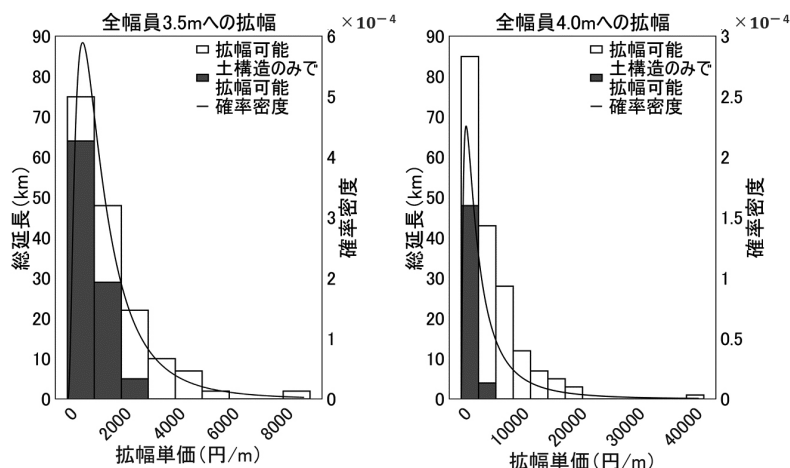 全幅員3.5mへの拡幅
×10⁻⁴
90
80
70
60
50
40
30
20
10
0
総延長(km)
拡幅可能
土構造のみで
拡幅可能
確率密度
6
5
4
3
2
1
0
確率密度
0
2000
4000
6000
8000
拡幅単価(円/m)
全幅員4.0mへの拡幅
×10⁻⁴
90
80
70
60
50
40
30
20
10
0
総延長(km)
拡幅可能
土構造のみで
拡幅可能
確率密度
3
2.5
2
1.5
1
0.5
0
確率密度
0
10000
20000
30000
40000
拡幅単価(円/m)